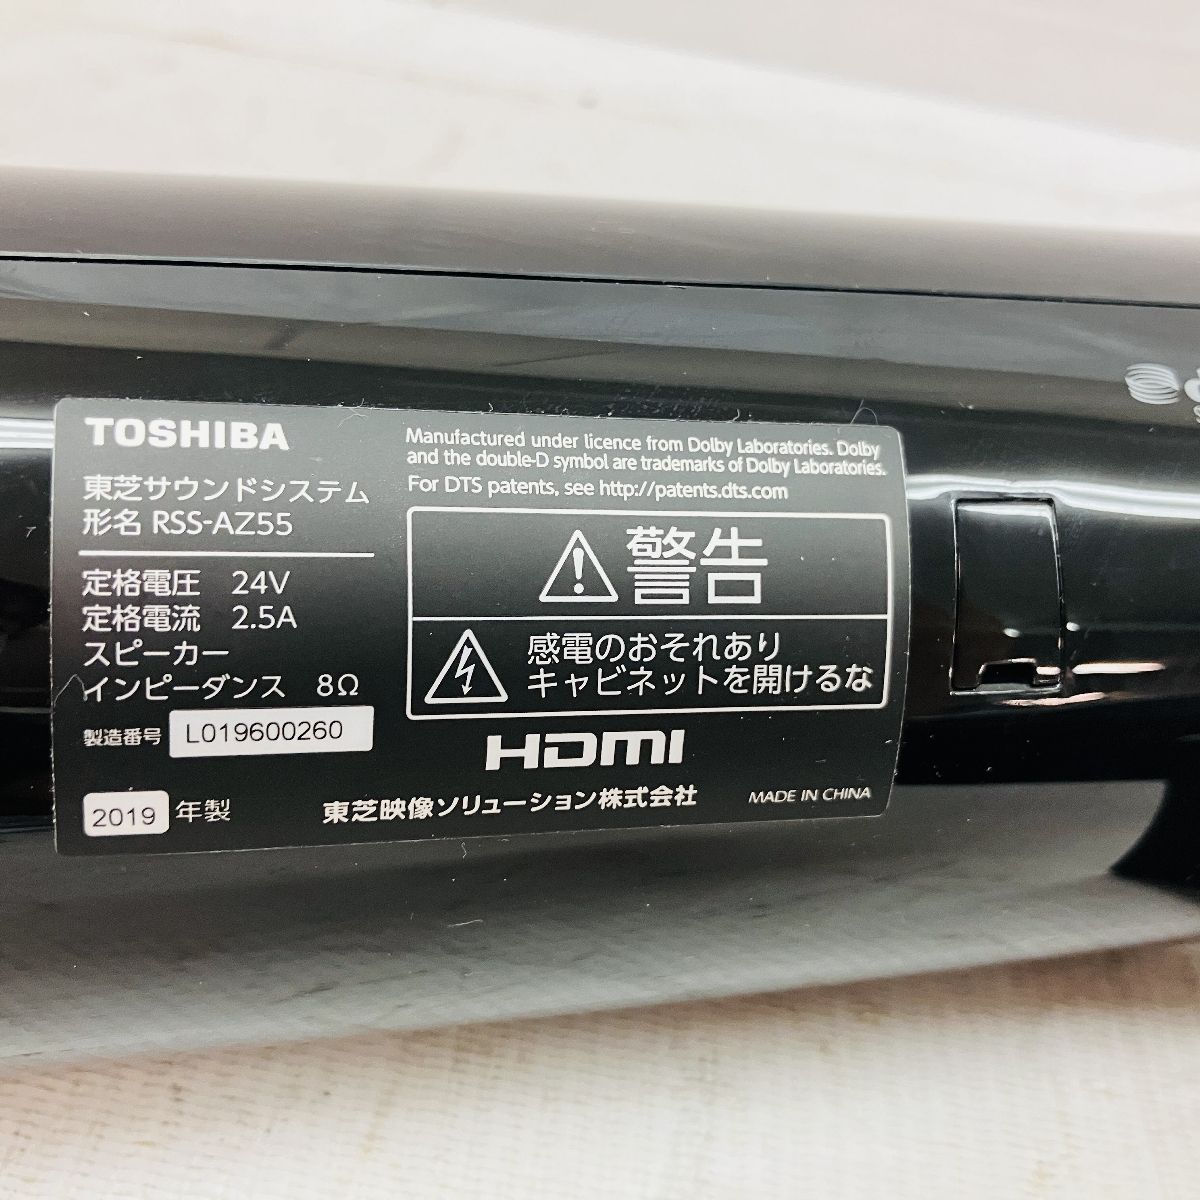 TOSHIBA
東芝サウンドシステム
形名 RSS-AZ55
定格電圧 24V
定格電流 2.5A
スピーカー
インピーダンス 8Ω
製造番号 L019600260
2019 年製
Manufactured under licence from Dolby Laboratories. Dolby
and the double-D symbol are trademarks of Dolby Laboratories.
For DTS patents, see http://patents.dts.com
警告
感電のおそれあり
キャビネットを開けるな
HDMI
東芝映像ソリューション株式会社
MADE IN CHINA